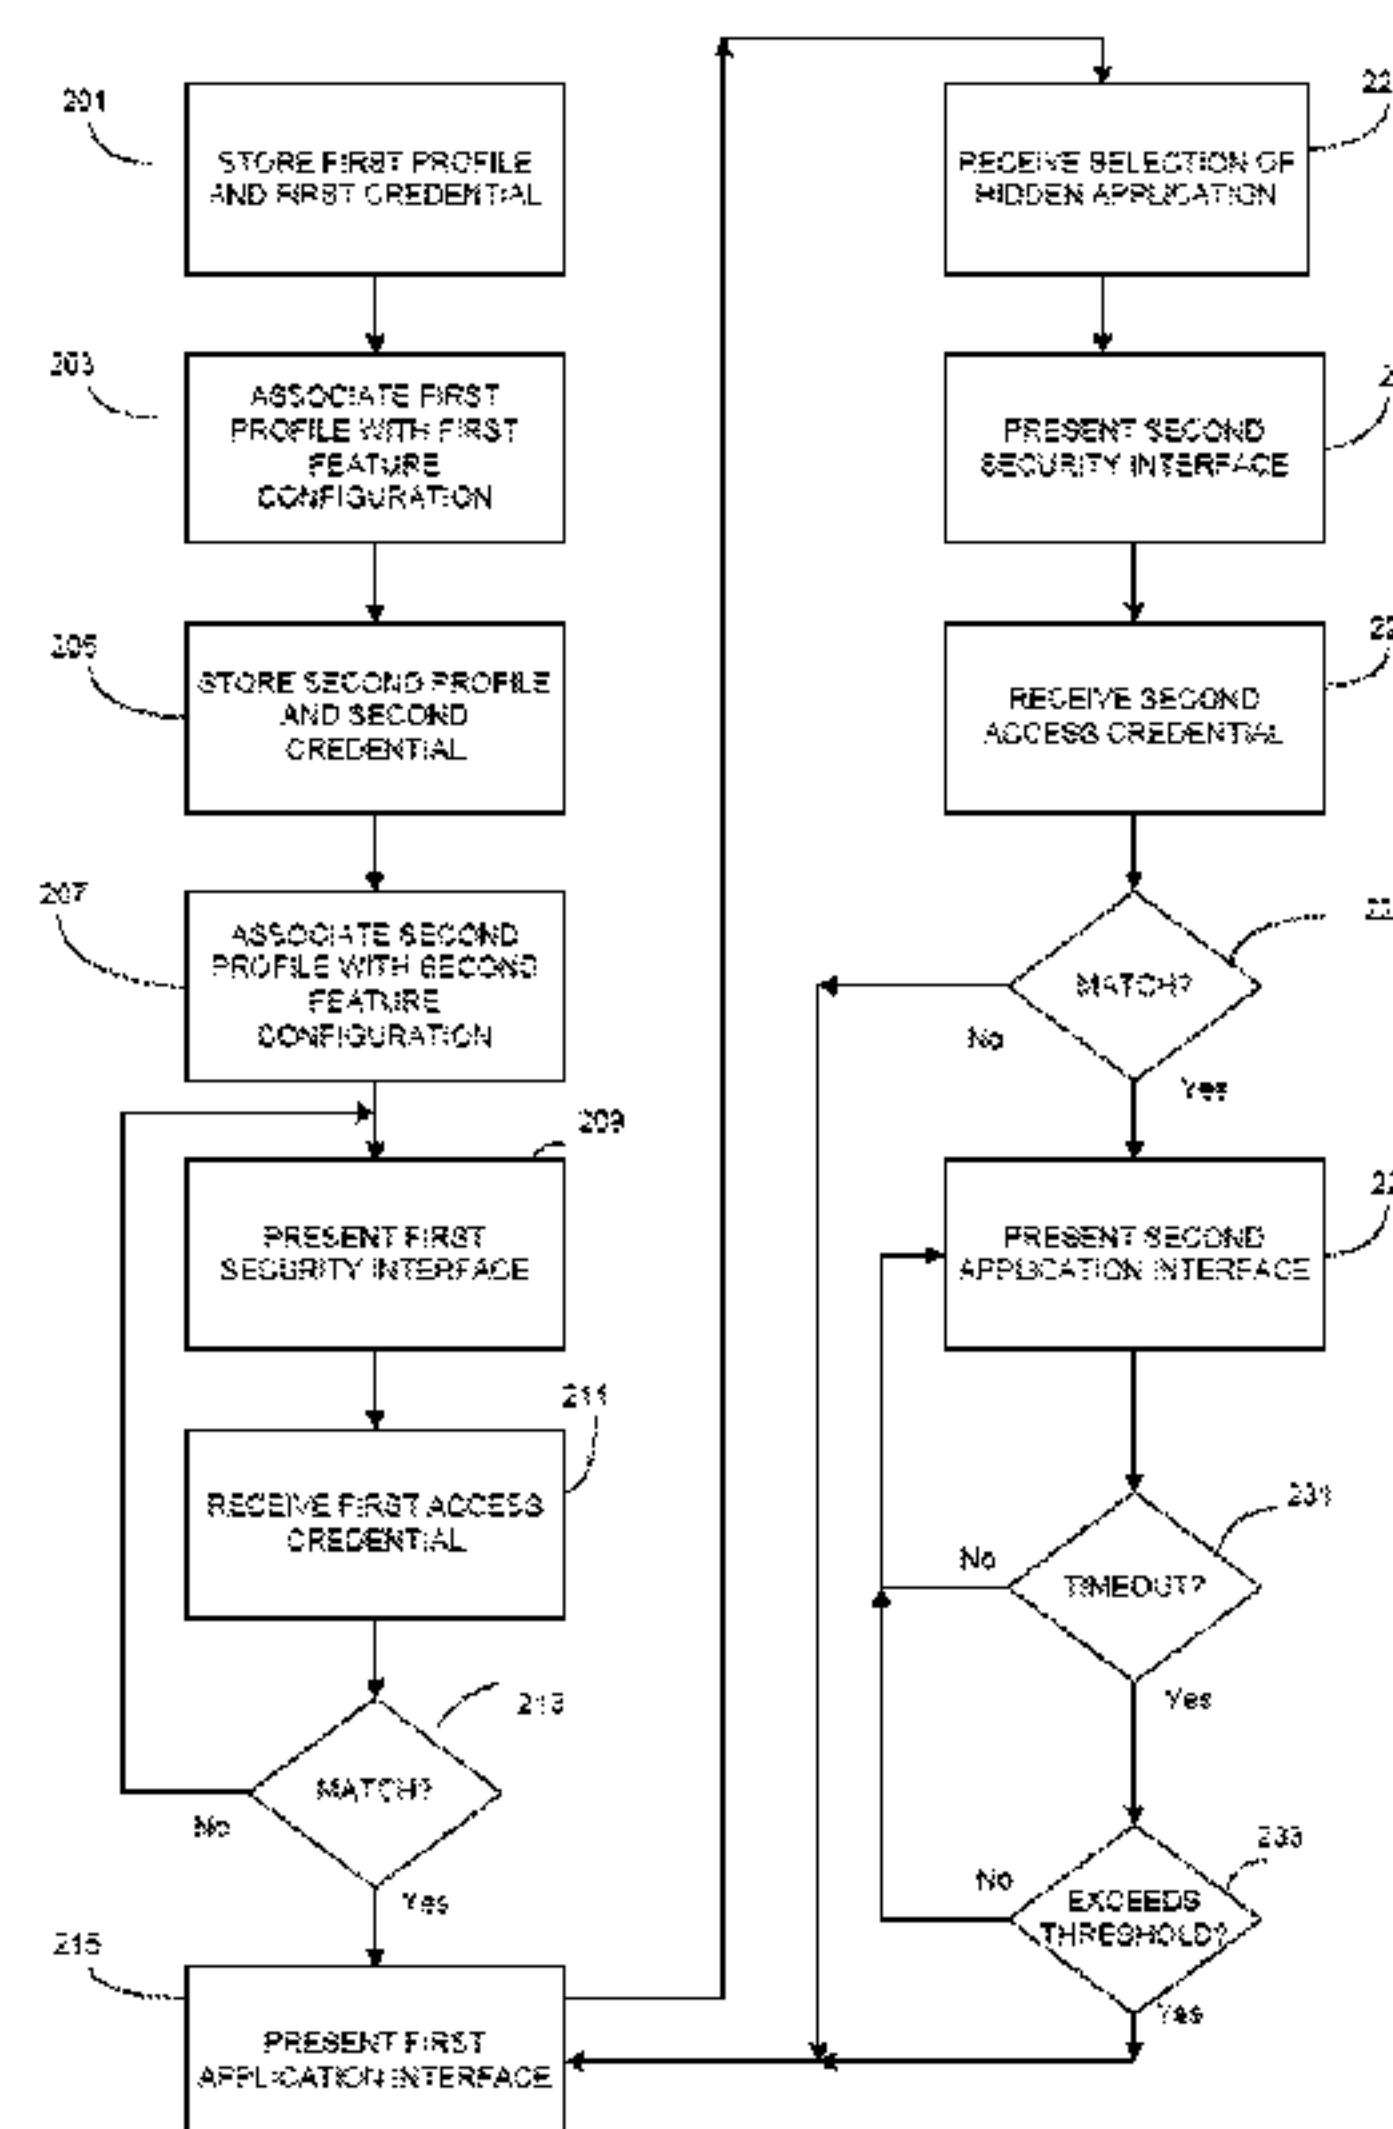 201
STORE FIRST PROFILE
AND FIRST CREDENTIAL
203
ASSOCIATE FIRST
PROFILE WITH FIRST
FEATURE
CONFIGURATION
205
STORE SECOND PROFILE
AND SECOND
CREDENTIAL
207
ASSOCIATE SECOND
PROFILE WITH SECOND
FEATURE
CONFIGURATION
209
PRESENT FIRST
SECURITY INTERFACE
211
RECEIVE FIRST ACCESS
CREDENTIAL
213
MATCH?
No
Yes
215
PRESENT FIRST
APPLICATION INTERFACE
RECEIVE SELECTION OF
HIDDEN APPLICATION
PRESENT SECOND
SECURITY INTERFACE
RECEIVE SECOND
ACCESS CREDENTIAL
MATCH?
No
Yes
PRESENT SECOND
APPLICATION INTERFACE
231
No
TIMEOUT?
Yes
233
No
EXCEEDS
THRESHOLD?
Yes